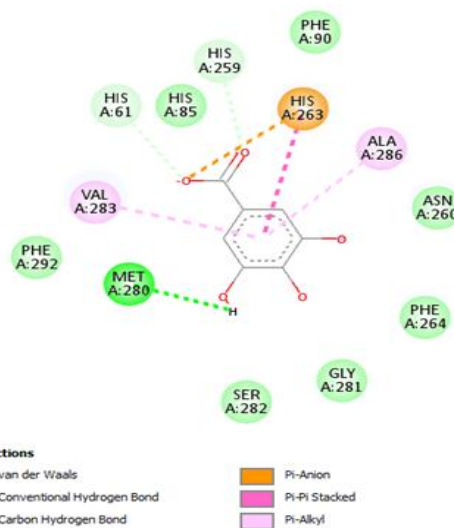 PHE
A:90
HIS
A:259
HIS
A:61
HIS
A:85
HIS
A:263
ALA
A:286
VAL
A:283
ASN
A:260
PHE
A:292
MET
A:280
PHE
A:264
GLY
A:281
SER
A:282
-O
O
O
O
O
H
ctions
van der Waals
Conventional Hydrogen Bond
Carbon Hydrogen Bond
Pi-Anion
Pi-Pi Stacked
Pi-Alkyl